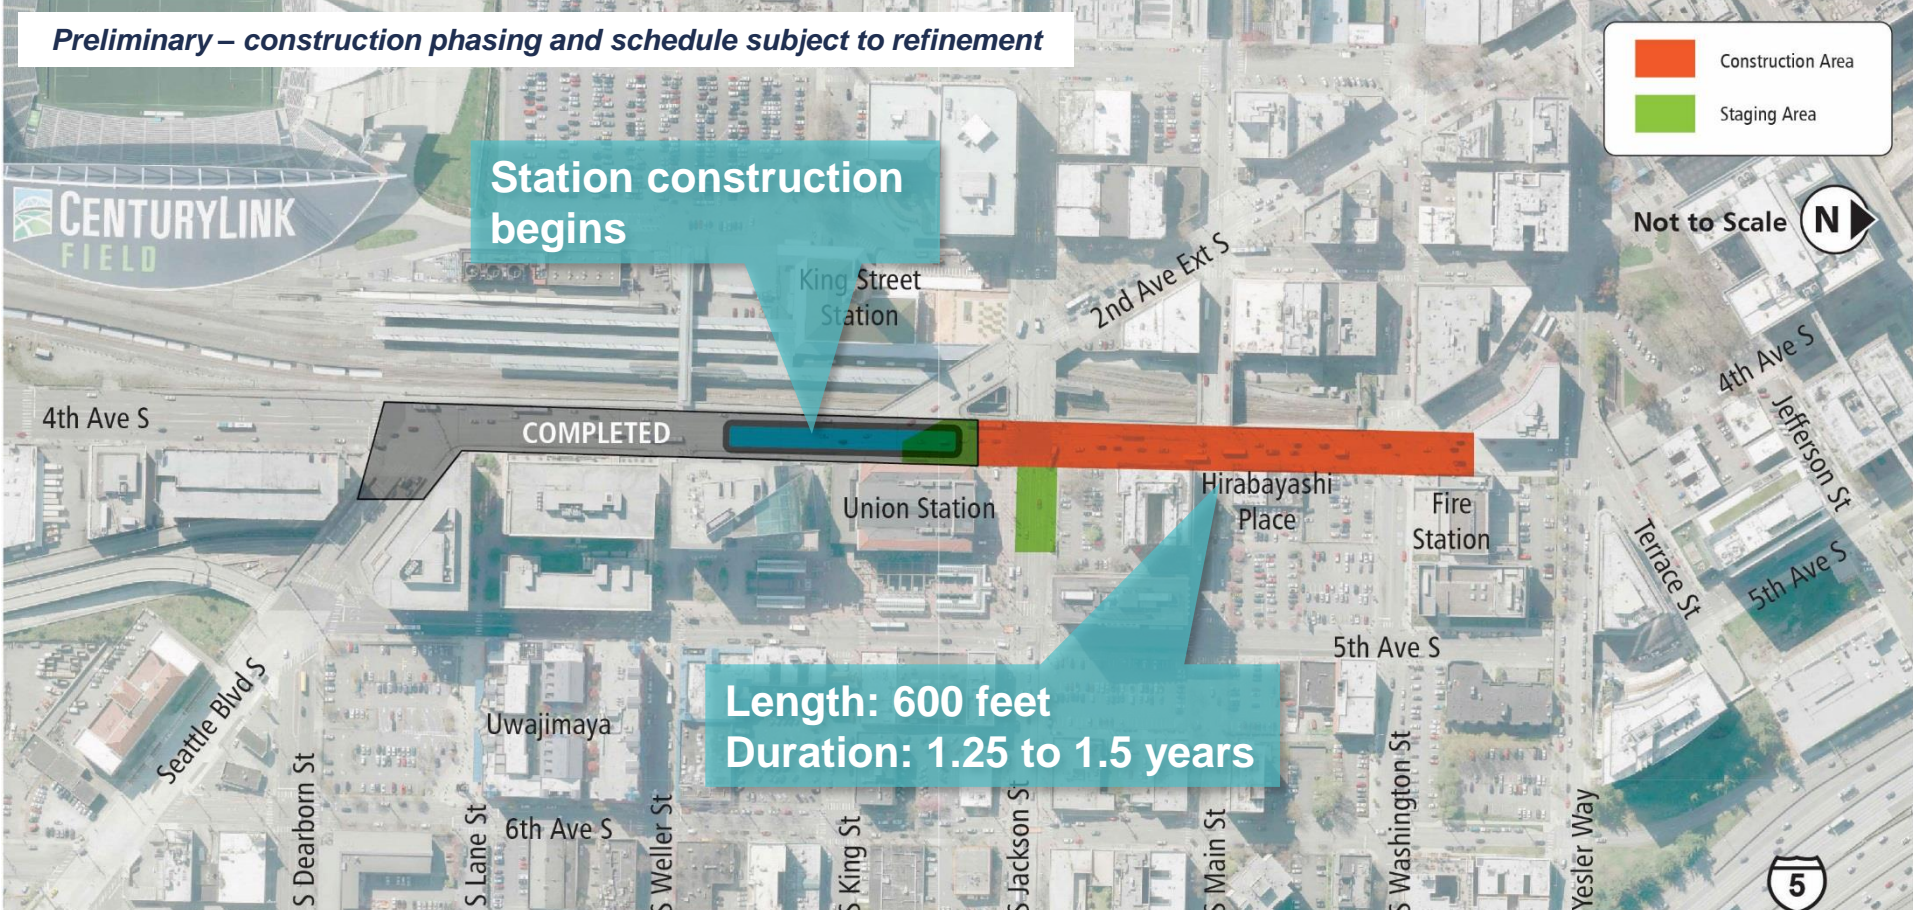 Preliminary – construction phasing and schedule subject to refinement
Construction Area
Staging Area
Not to Scale
N
CENTURYLINK
FIELD
Station construction
begins
King Street
Station
2nd Ave Ext S
4th Ave S
4th Ave S
COMPLETED
Union Station
Hirabayashi
Place
Fire
Station
Jefferson St
Terrace St
5th Ave S
5th Ave S
Length: 600 feet
Duration: 1.25 to 1.5 years
Seattle Blvd S
Uwajimaya
6th Ave S
S Dearborn St
S Lane St
S Weller St
S King St
S Jackson St
S Main St
S Washington St
Yesler Way
5